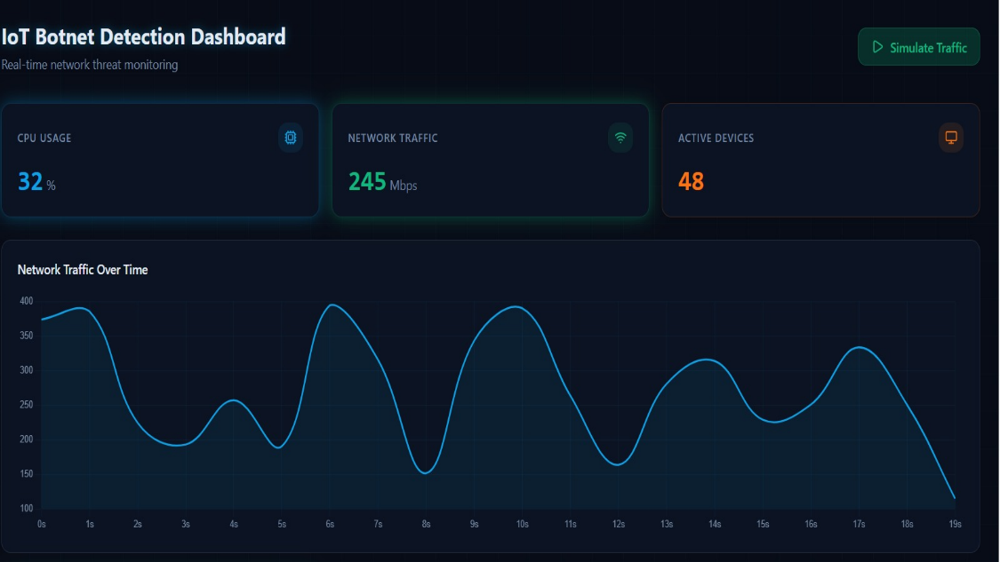 IoT Botnet Detection Dashboard
Real-time network threat monitoring
Simulate Traffic
CPU USAGE
32 %
NETWORK TRAFFIC
245 Mbps
ACTIVE DEVICES
48
Network Traffic Over Time
400
350
300
250
200
150
100
0s 1s 2s 3s 4s 5s 6s 7s 8s 9s 10s 11s 12s 13s 14s 15s 16s 17s 18s 19s